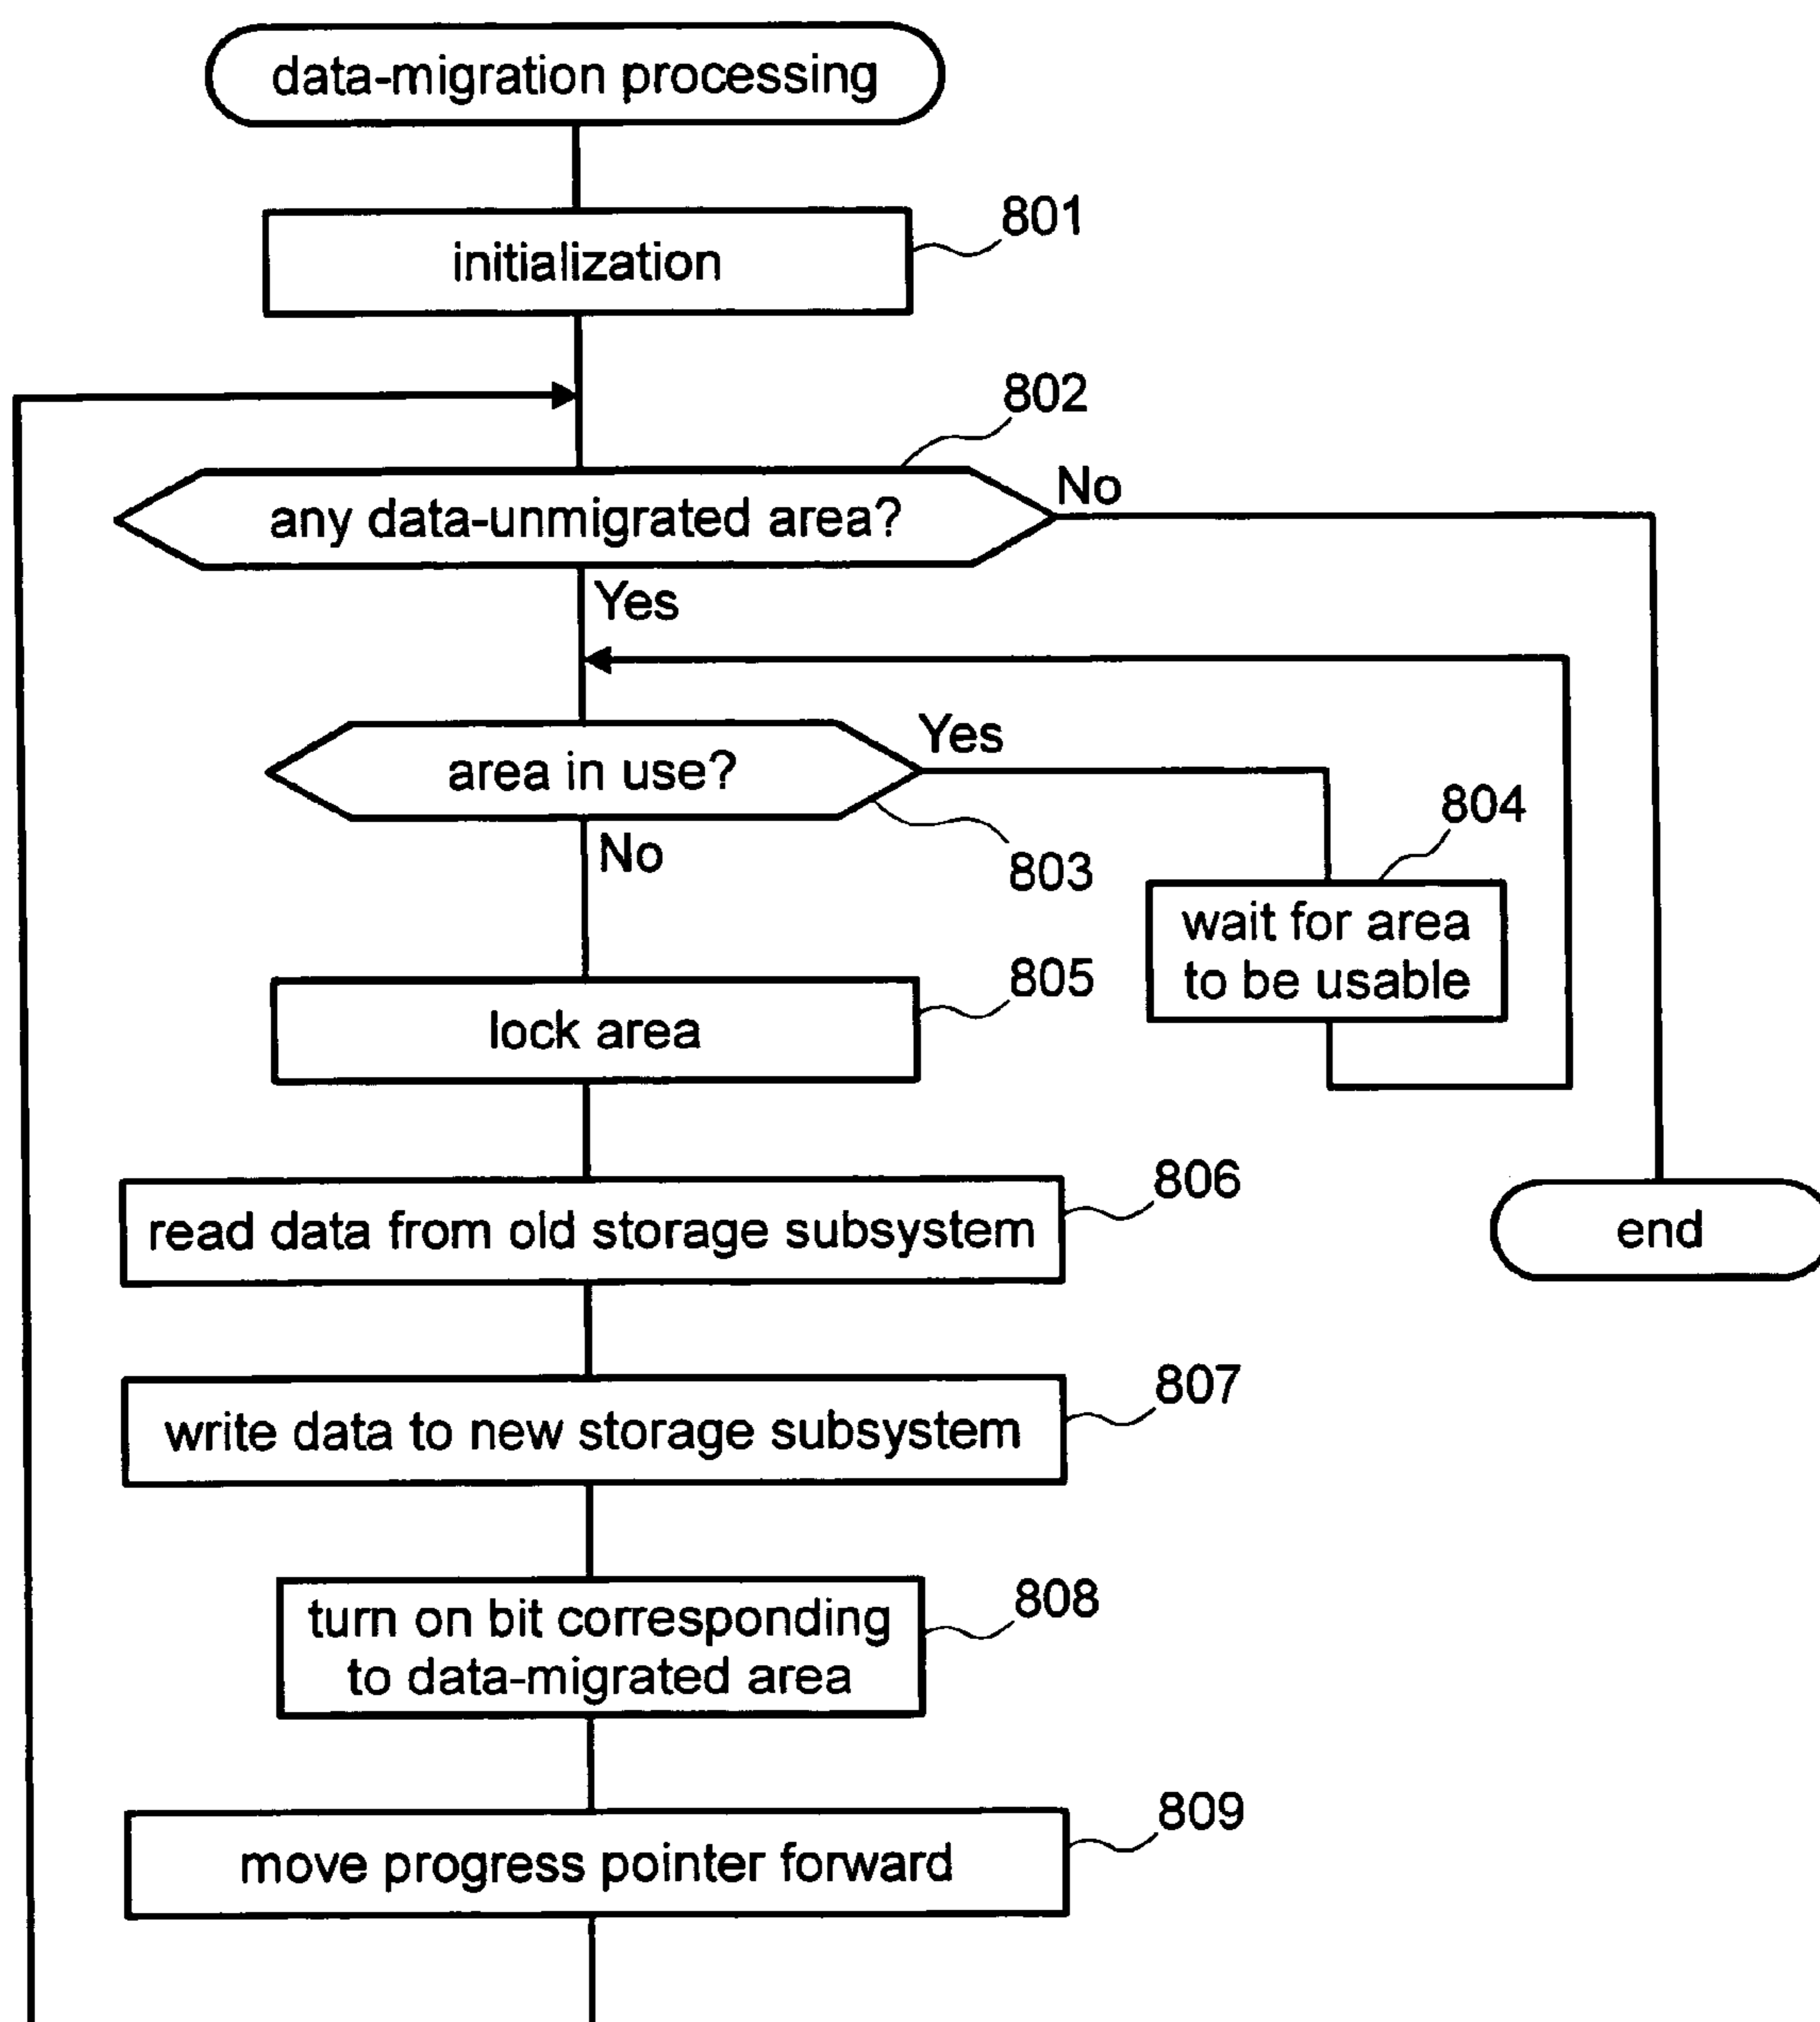 data-migration processing
801
initialization
802
any data-unmigrated area?
No
Yes
area in use?
Yes
803
No
804
wait for area
to be usable
805
lock area
806
read data from old storage subsystem
end
807
write data to new storage subsystem
808
turn on bit corresponding
to data-migrated area
809
move progress pointer forward